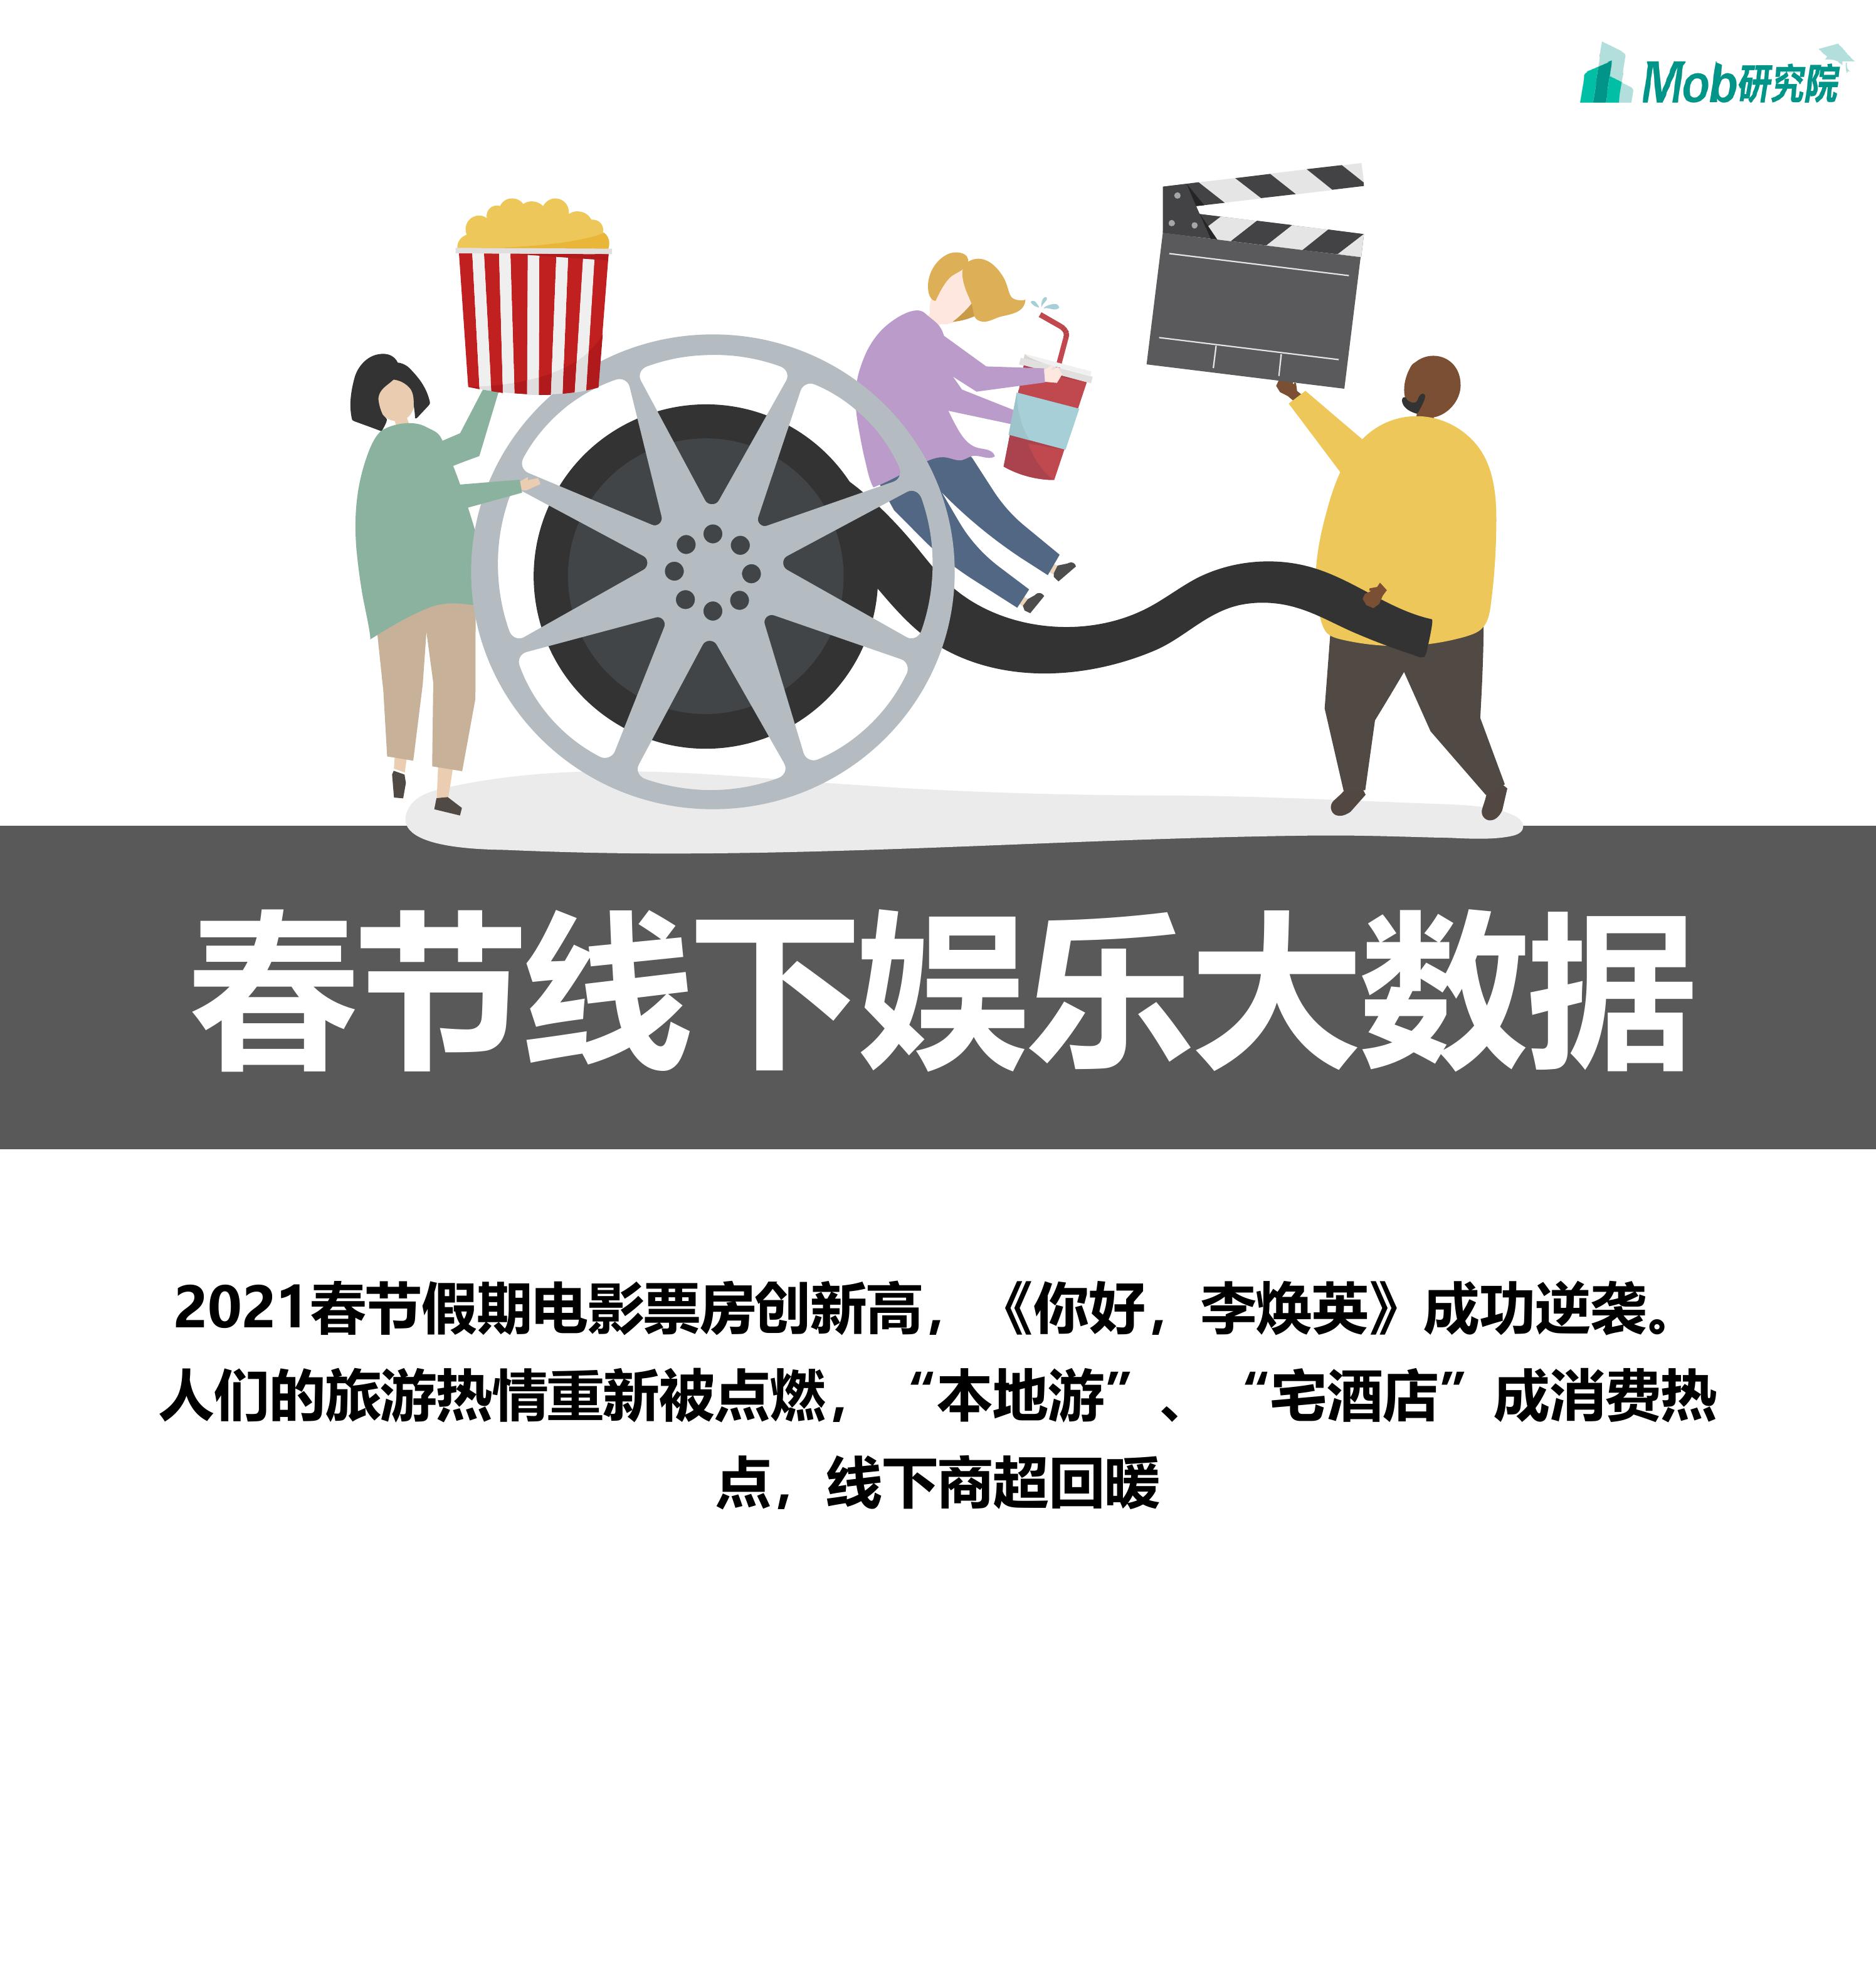 Mob研究院
春节线下娱乐大数据
2021春节假期电影票房创新高，《你好，李焕英》成功逆袭。
人们的旅游热情重新被点燃，“本地游”、“宅酒店”成消费热
点，线下商超回暖